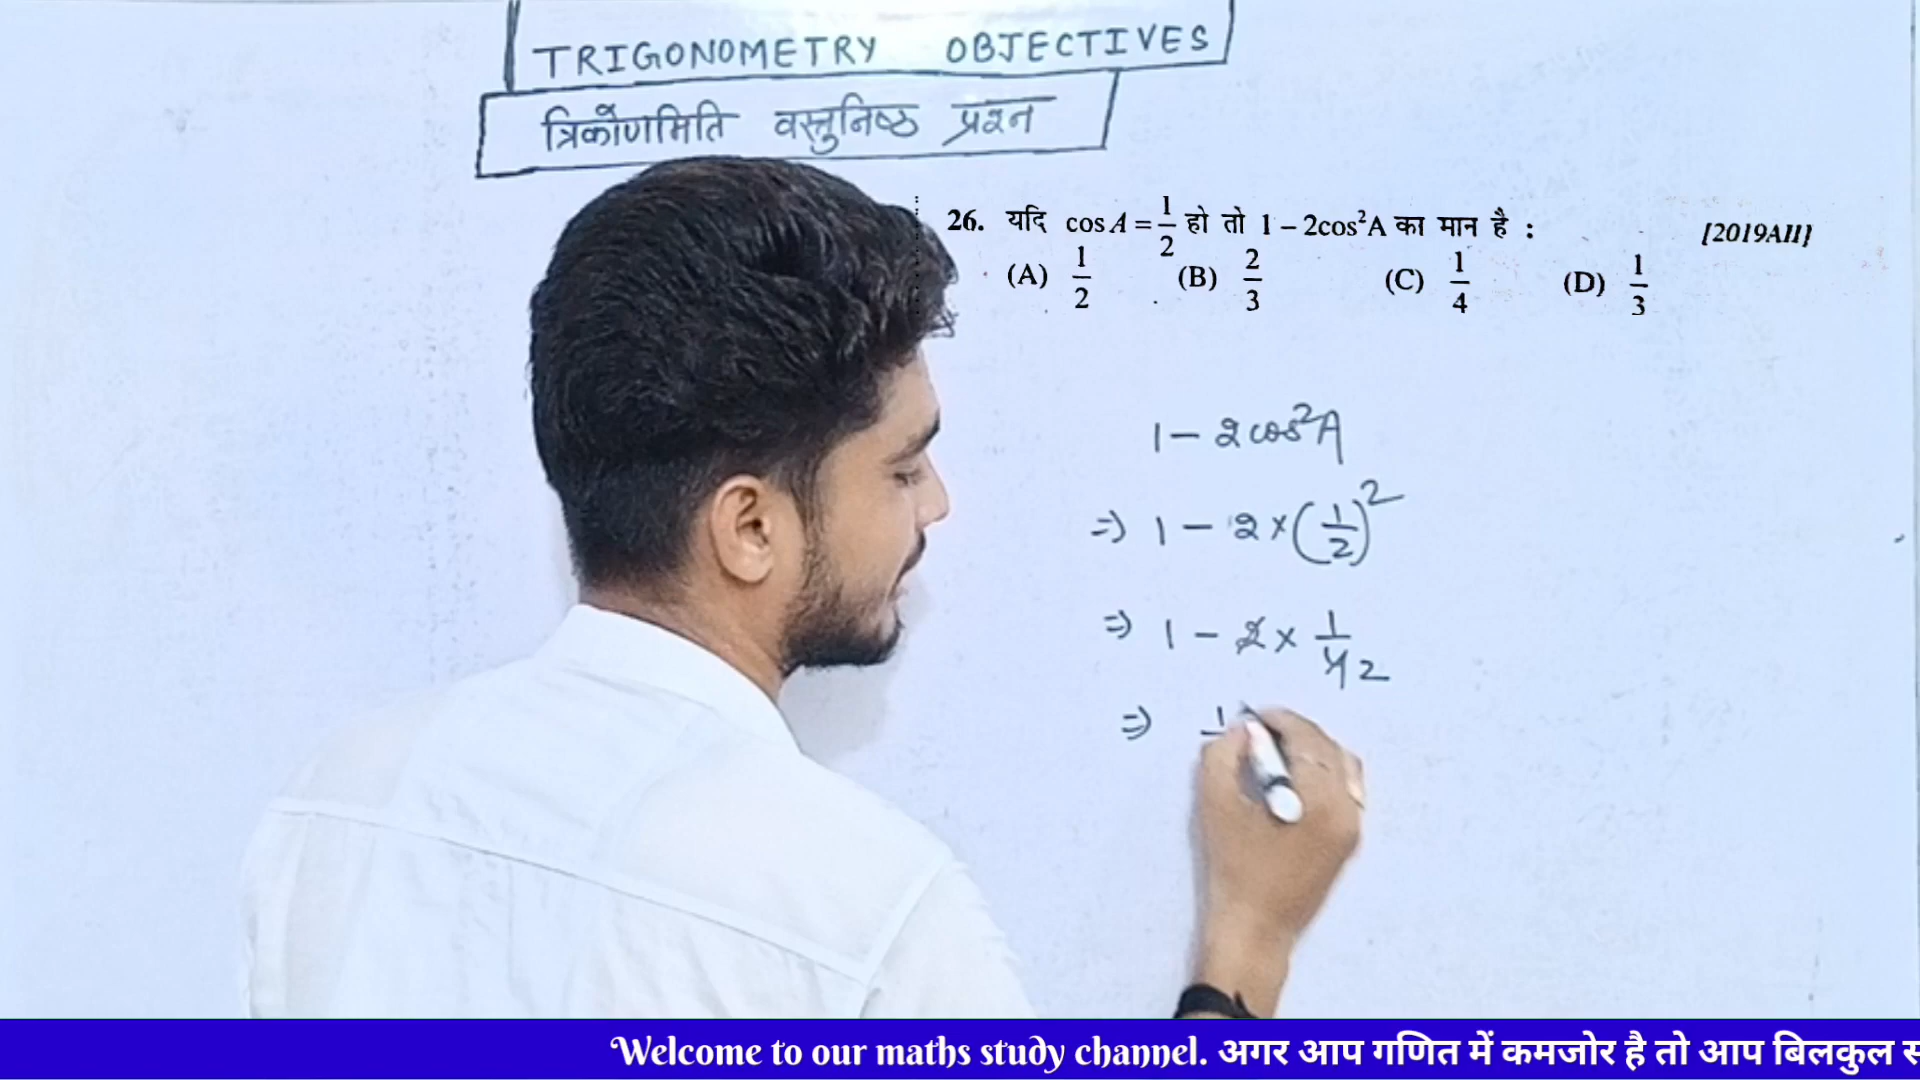 TRIGONOMETRY OBJECTIVES
त्रिकोणमिति वस्तुनिष्ठ प्रश्न
26. यदि cos A = 1/2 हो तो 1 – 2cos²A का मान है : [2019AII]
(A) 1/2 (B) 2/3 (C) 1/4 (D) 1/3
1 – 2cos²A
⇒ 1 – 2 × (1/2)²
⇒ 1 – 2 × 1/4 2
⇒ 1
Welcome to our maths study channel. अगर आप गणित में कमजोर है तो आप बिलकुल